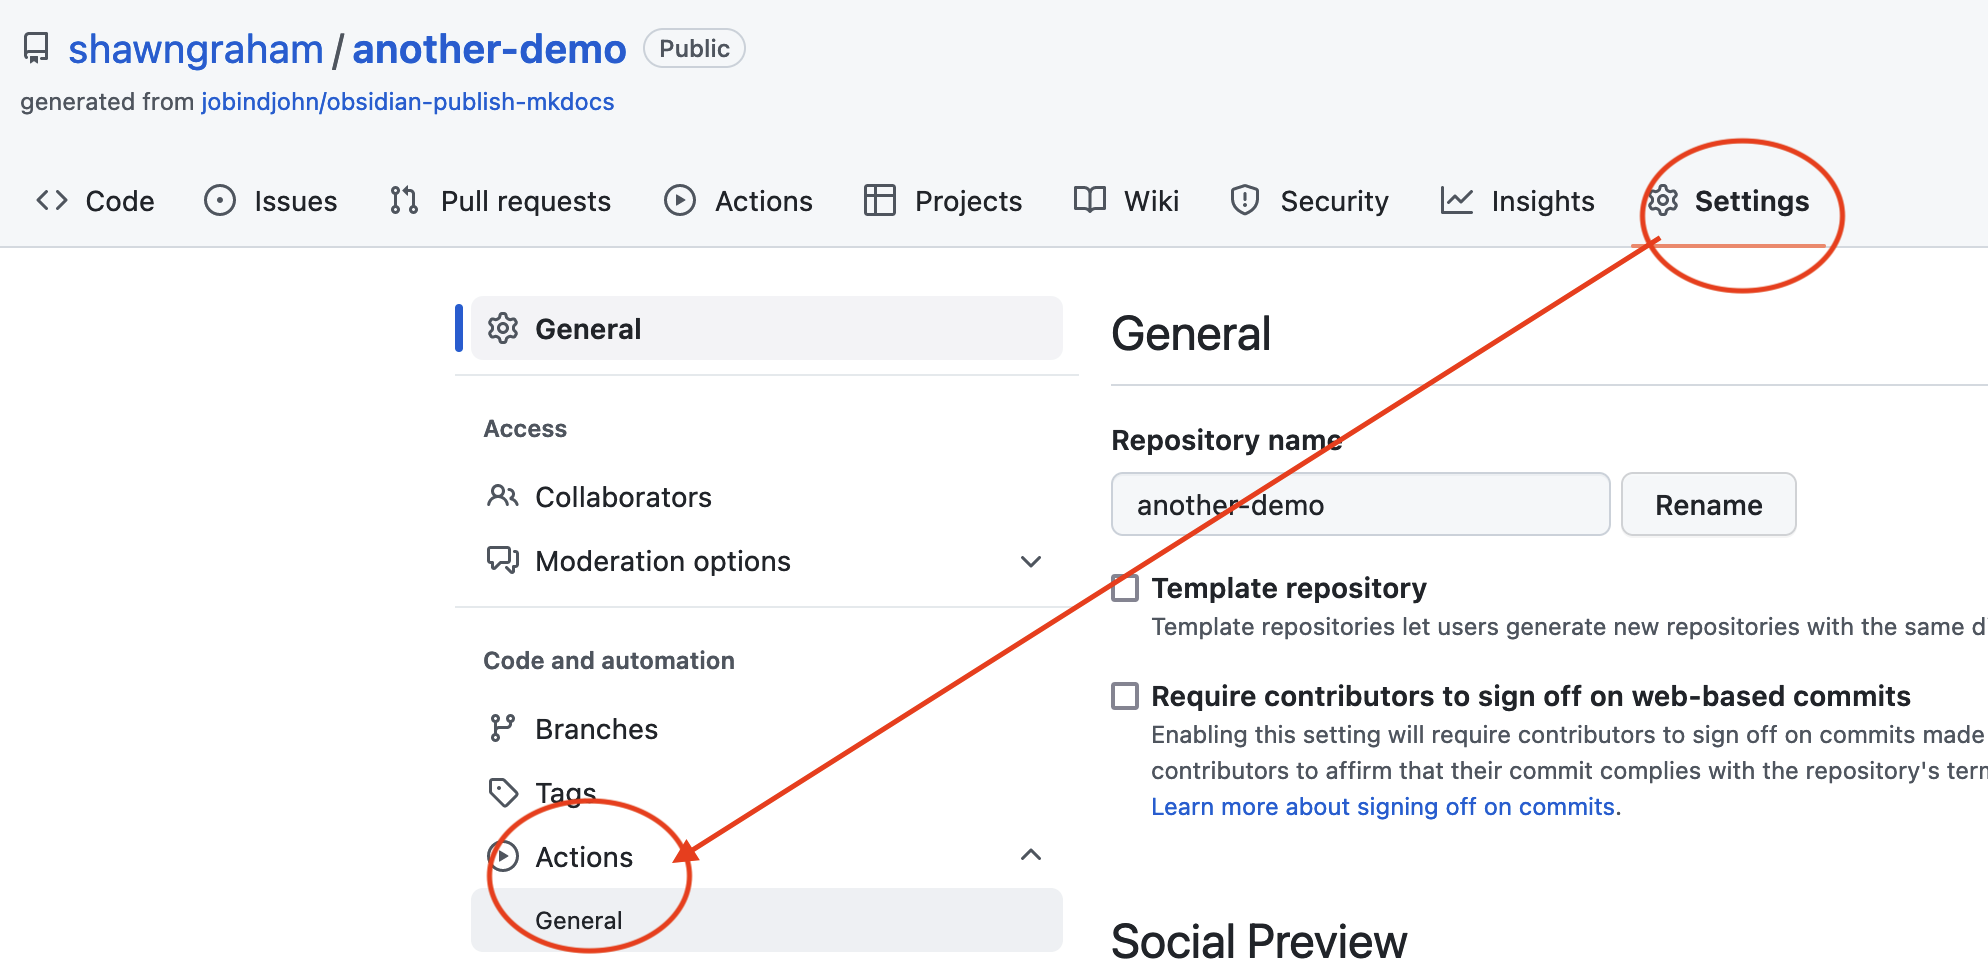 shawngraham / another-demo Public
generated from jobindjohn/obsidian-publish-mkdocs
Code Issues Pull requests Actions Projects Wiki Security Insights Settings
General
Access
Collaborators
Moderation options
Code and automation
Branches
Tags
Actions
General
General
Repository name
another-demo Rename
Template repository
Template repositories let users generate new repositories with the same d
Require contributors to sign off on web-based commits
Enabling this setting will require contributors to sign off on commits made
contributors to affirm that their commit complies with the repository's tern
Learn more about signing off on commits.
Social Preview